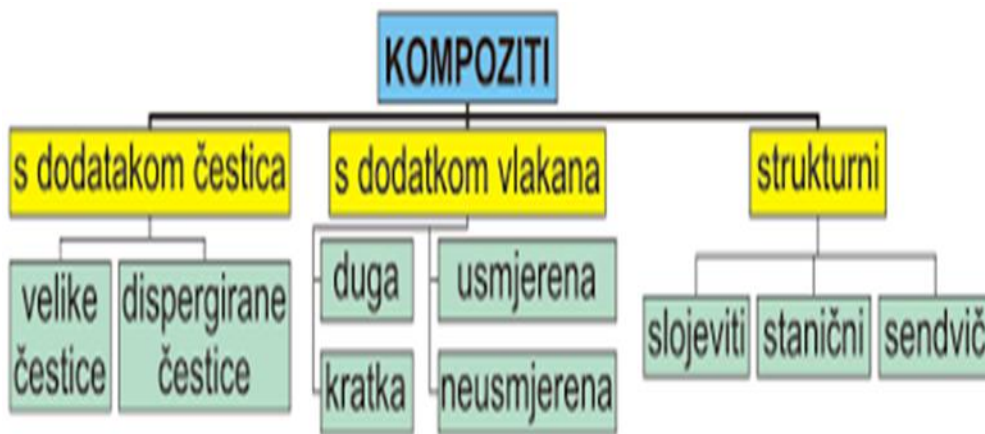 KOMPOZITI
s dodatakom čestica
s dodatkom vlakana
strukturni
velike
čestice
dispergirane
čestice
duga
usmjerena
kratka
neusmjerena
slojeviti
stanični
sendvič